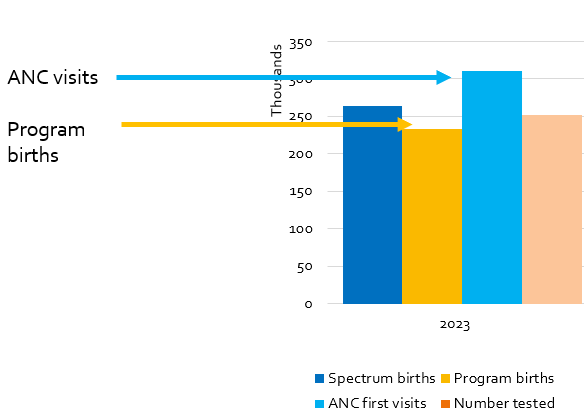 ANC visits
Program
births
Thousands
350
300
250
200
150
100
50
0
2023
Spectrum births
Program births
ANC first visits
Number tested